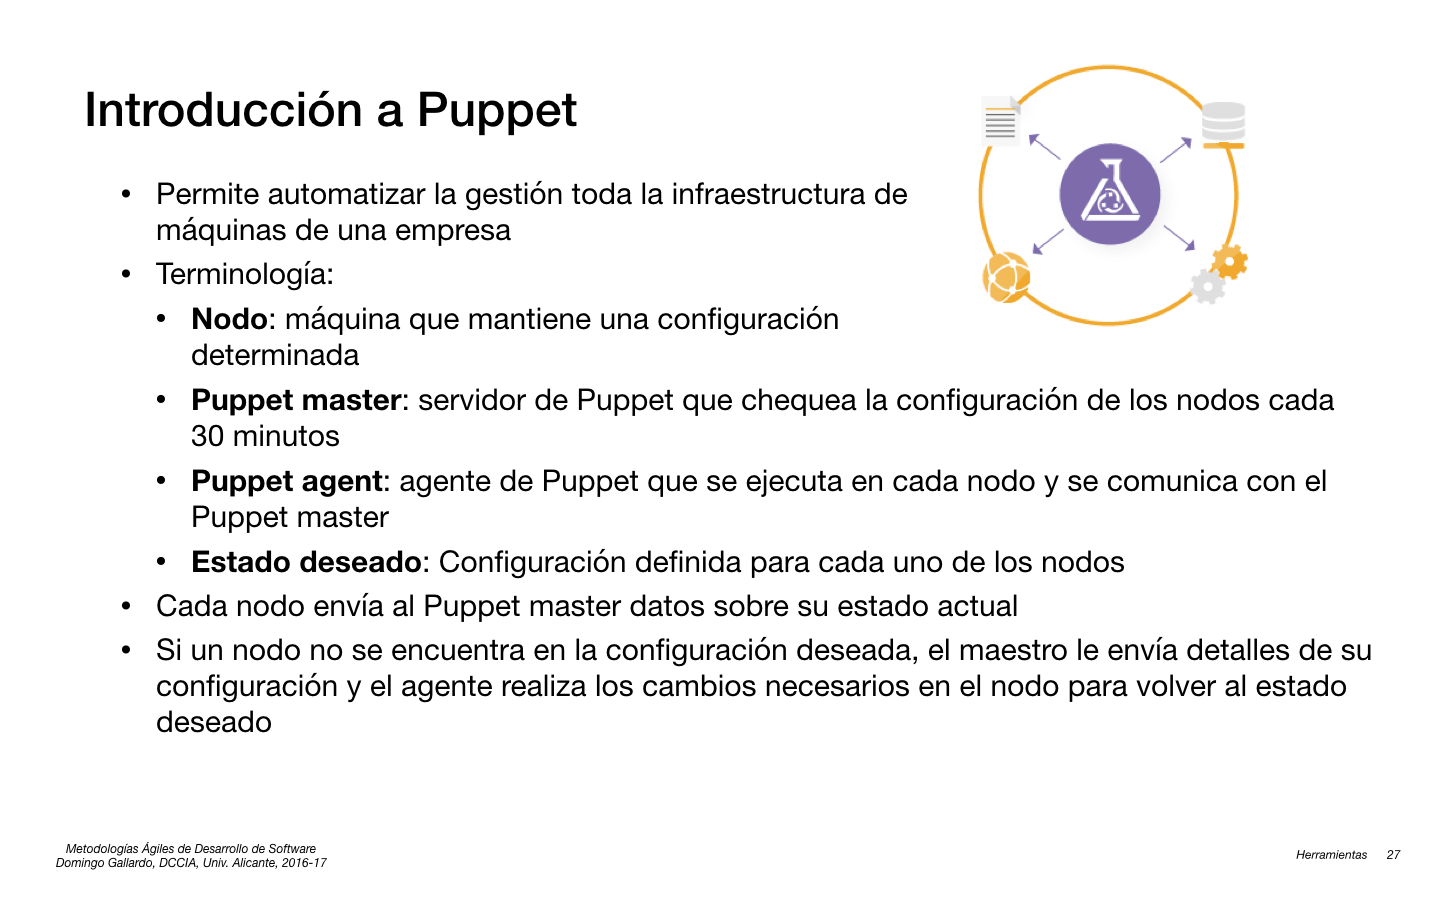 Introducción a Puppet
• Permite automatizar la gestión toda la infraestructura de
máquinas de una empresa
• Terminología:
• Nodo: máquina que mantiene una configuración
determinada
• Puppet master: servidor de Puppet que chequea la configuración de los nodos cada
30 minutos
• Puppet agent: agente de Puppet que se ejecuta en cada nodo y se comunica con el
Puppet master
• Estado deseado: Configuración definida para cada uno de los nodos
• Cada nodo envía al Puppet master datos sobre su estado actual
• Si un nodo no se encuentra en la configuración deseada, el maestro le envía detalles de su
configuración y el agente realiza los cambios necesarios en el nodo para volver al estado
deseado
Metodologías Ágiles de Desarrollo de Software
Domingo Gallardo, DCCIA, Univ. Alicante, 2016-17
Herramientas 27